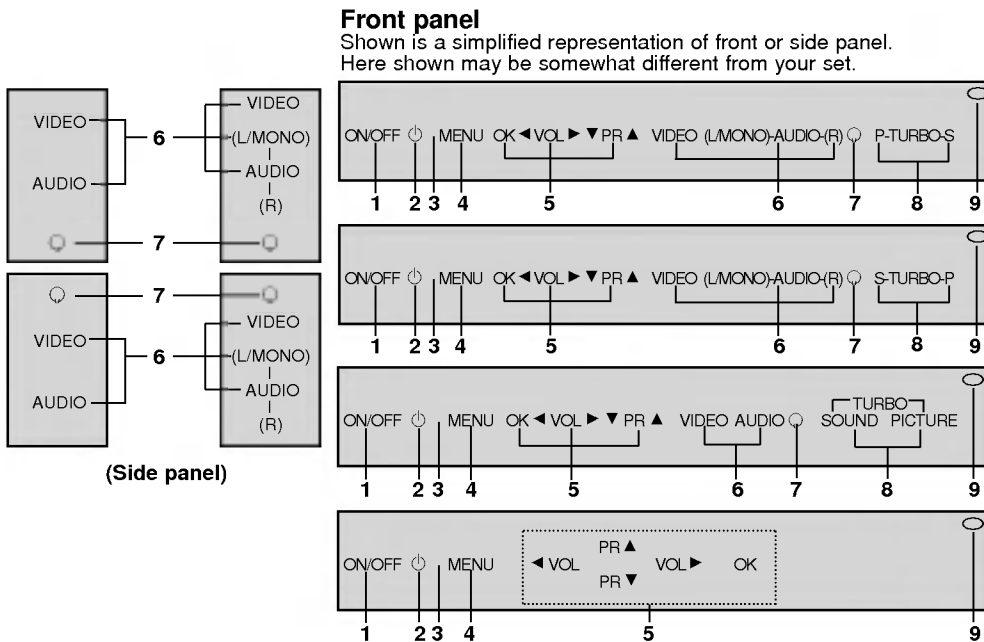 Front panel
Shown is a simplified representation of front or side panel.
Here shown may be somewhat different from your set.
VIDEO
AUDIO
6
VIDEO
(L/MONO)
AUDIO
(R)
7
7
VIDEO
AUDIO
6
VIDEO
(L/MONO)
AUDIO
(R)
(Side panel)
ON/OFF MENU OK ◄ VOL ► ▼ PR ▲ VIDEO (L/MONO)-AUDIO-(R) P-TURBO-S
1 2 3 4 5 6 7 8 9
ON/OFF MENU OK ◄ VOL ► ▼ PR ▲ VIDEO (L/MONO)-AUDIO-(R) S-TURBO-P
1 2 3 4 5 6 7 8 9
TURBO
ON/OFF MENU OK ◄ VOL ► ▼ PR ▲ VIDEO AUDIO SOUND PICTURE
1 2 3 4 5 6 7 8 9
PR ▲
ON/OFF MENU ◄ VOL VOL ► OK
PR ▼
1 2 3 4 5 9